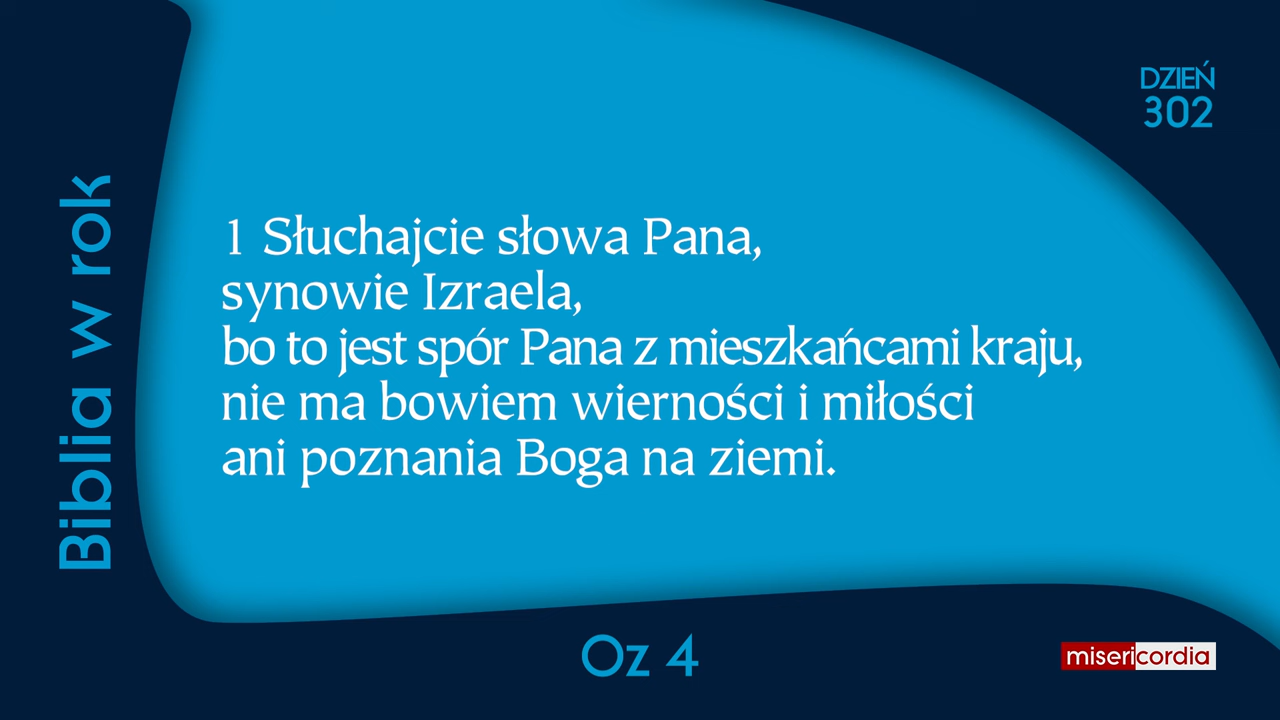 DZIEŃ
302
Biblia w rok
1 Słuchajcie słowa Pana,
synowie Izraela,
bo to jest spór Pana z mieszkańcami kraju,
nie ma bowiem wierności i miłości
ani poznania Boga na ziemi.
Oz 4
misericordia